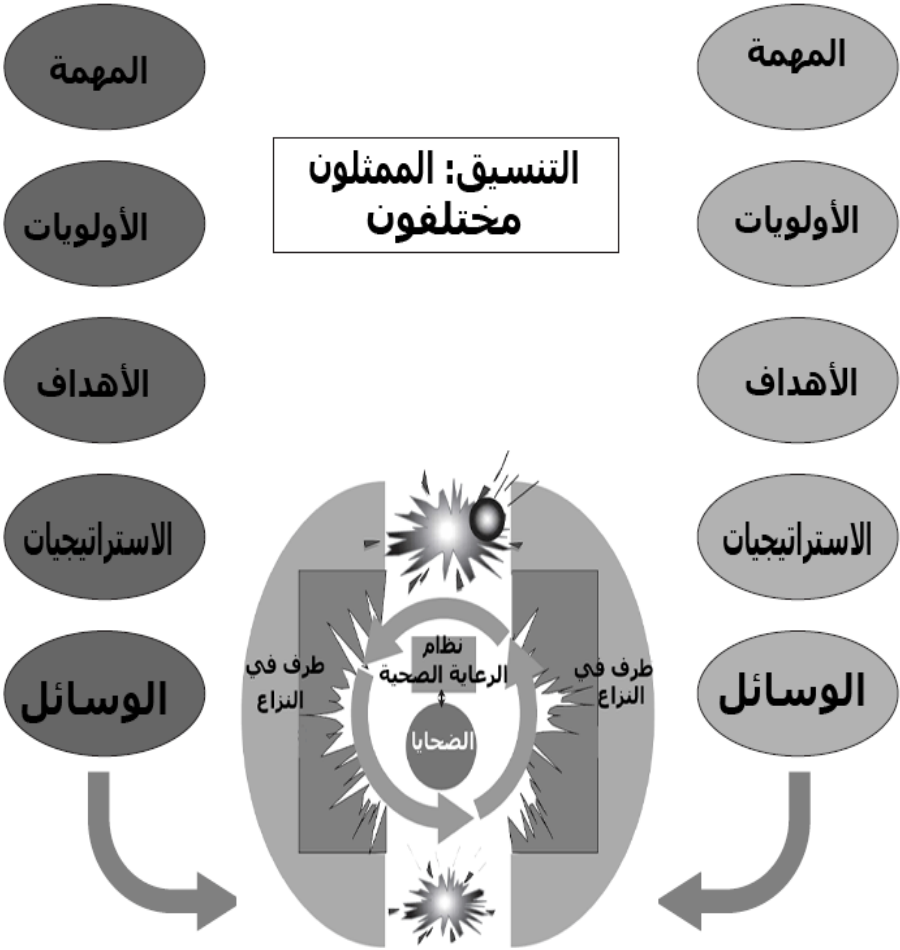 التنسيق: الممثلون
مختلفون
المهمة
الأولويات
الأهداف
الاستراتيجيات
الوسائل
المهمة
الأولويات
الأهداف
الاستراتيجيات
الوسائل
طرف في
النزاع
نظام
الرعاية الصحية
الضحايا
طرف في
النزاع